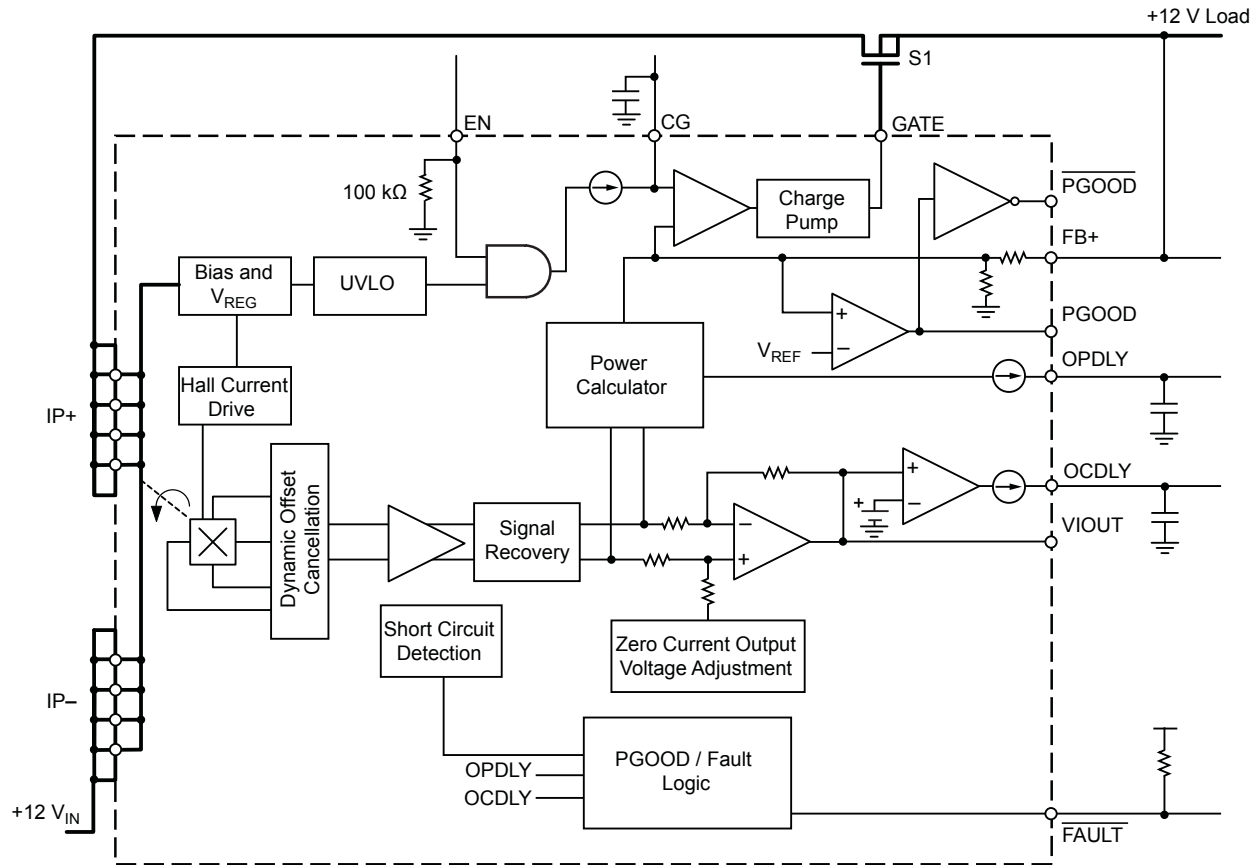 +12 V Load
S1
EN
CG
GATE
100 kΩ
Charge
Pump
PGOOD
FB+
Bias and
VREG
UVLO
PGOOD
VREF
+
–
OPDLY
Power
Calculator
Hall Current
Drive
IP+
OCDLY
+
–
+
VIOUT
Dynamic Offset
Cancellation
Signal
Recovery
–
+
Short Circuit
Detection
Zero Current Output
Voltage Adjustment
IP–
PGOOD / Fault
Logic
OPDLY
OCDLY
+12 VIN
FAULT